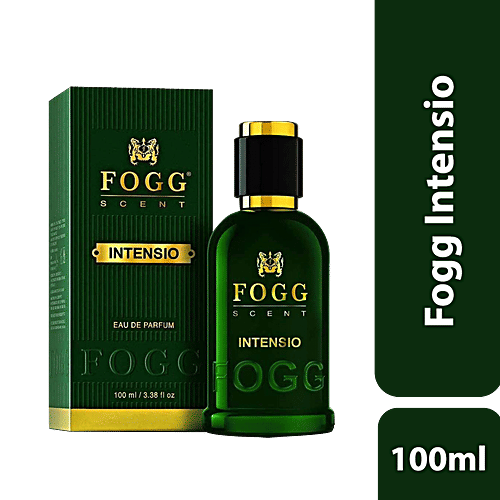 FOGG®
SCENT
INTENSIO
EAU DE PARFUM
FOGG
100 ml / 3.38 fl oz
FOGG
SCENT
INTENSIO
FOGG
Fogg Intensio
100ml